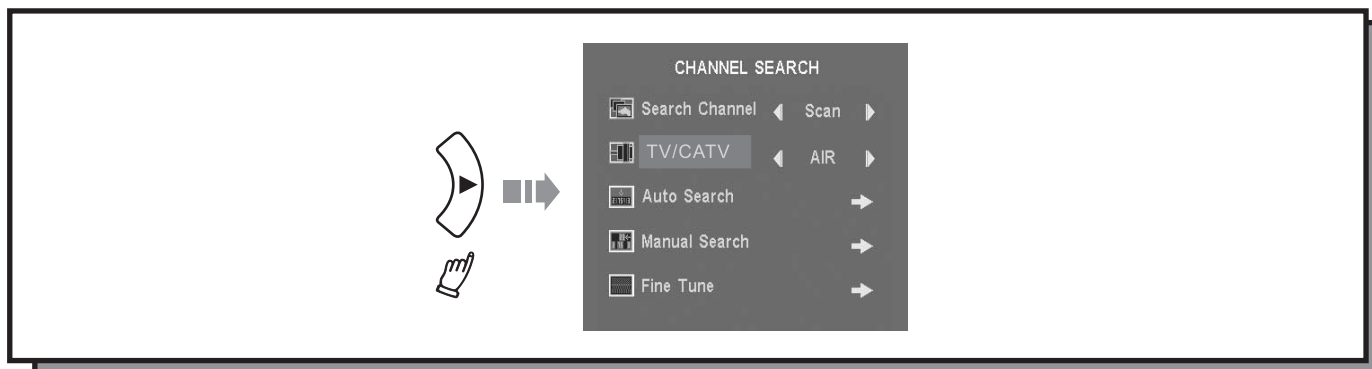 CHANNEL SEARCH
Search Channel Scan
TV/CATV AIR
Auto Search
Manual Search
Fine Tune